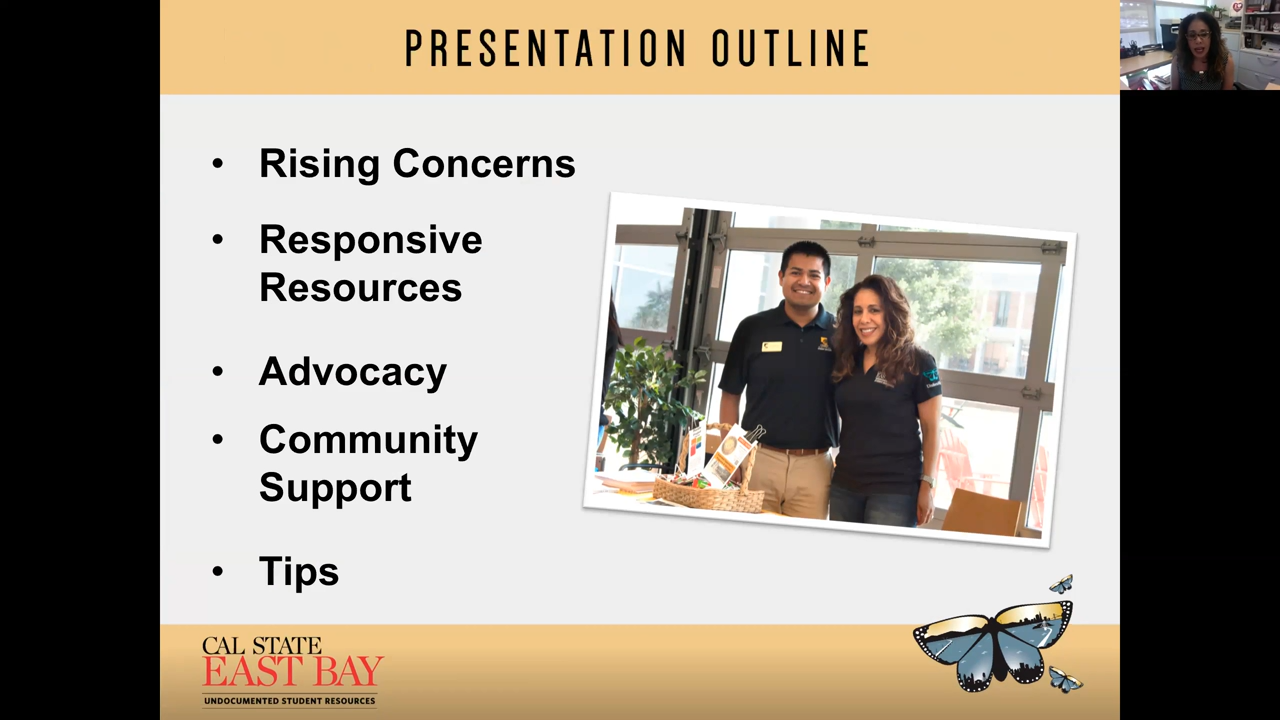 PRESENTATION OUTLINE
• Rising Concerns
• Responsive
Resources
• Advocacy
• Community
Support
• Tips
CAL STATE
EAST BAY
UNDOCUMENTED STUDENT RESOURCES